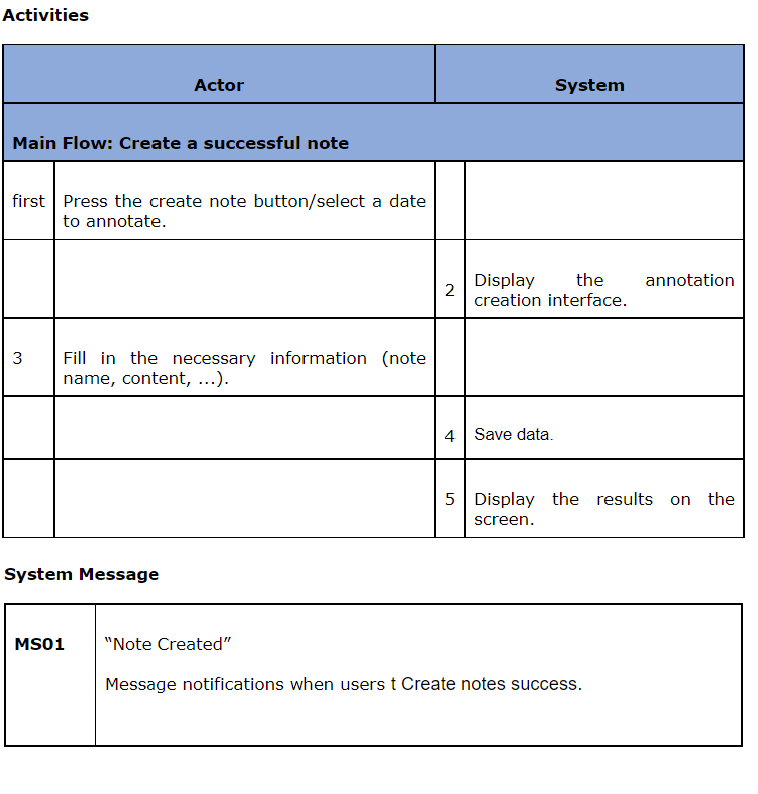 Activities
Actor
System
Main Flow: Create a successful note
first
Press the create note button/select a date
to annotate.
2
Display the annotation
creation interface.
3
Fill in the necessary information (note
name, content, ...).
4
Save data.
5
Display the results on the
screen.
System Message
MS01
“Note Created”
Message notifications when users t Create notes success.